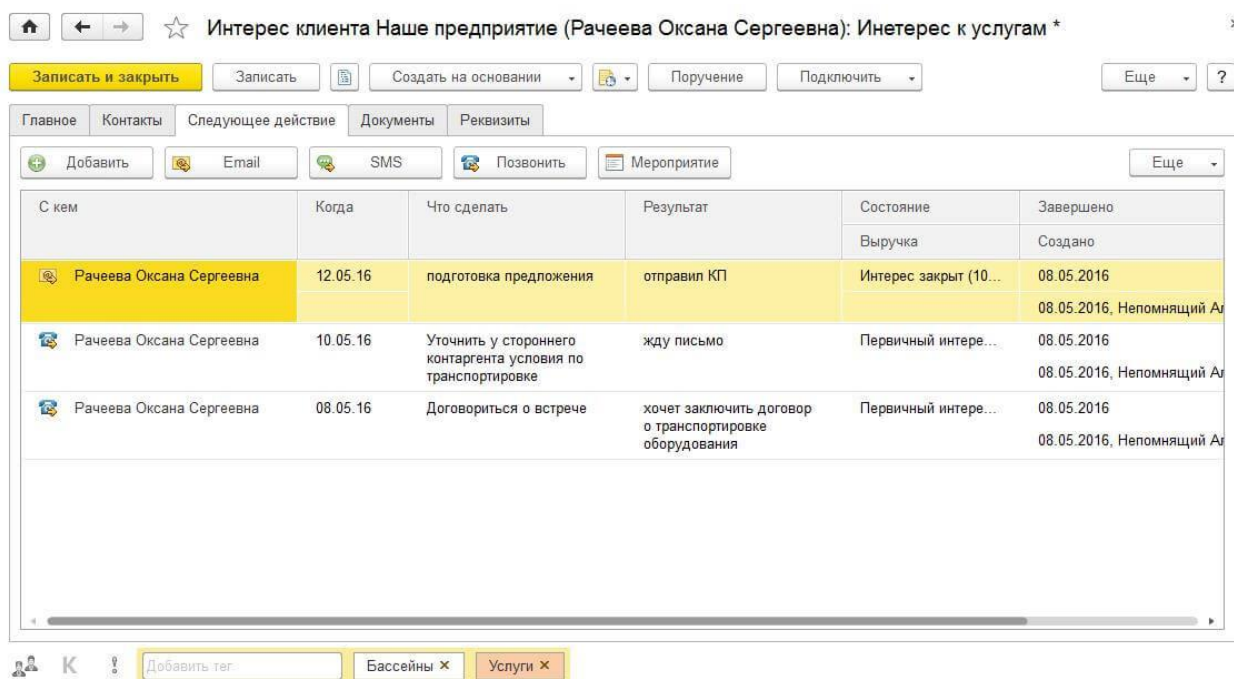 Интерес клиента Наше предприятие (Рачеева Оксана Сергеевна): Инетерес к услугам *
Записать и закрыть Записать Создать на основании Поручение Подключить Еще ?
Главное Контакты Следующее действие Документы Реквизиты
Добавить Email SMS Позвонить Мероприятие Еще
С кем Когда Что сделать Результат Состояние Завершено
Выручка Создано
Рачеева Оксана Сергеевна 12.05.16 подготовка предложения отправил КП Интерес закрыт (10... 08.05.2016
08.05.2016, Непомнящий Ал
Рачеева Оксана Сергеевна 10.05.16 Уточнить у стороннего жду письмо Первичный интере... 08.05.2016
контаргента условия по
транспортировке 08.05.2016, Непомнящий Ал
Рачеева Оксана Сергеевна 08.05.16 Договориться о встрече хочет заключить договор Первичный интере... 08.05.2016
о транспортировке
оборудования 08.05.2016, Непомнящий Ал
К ! Добавить тег Бассейны × Услуги ×